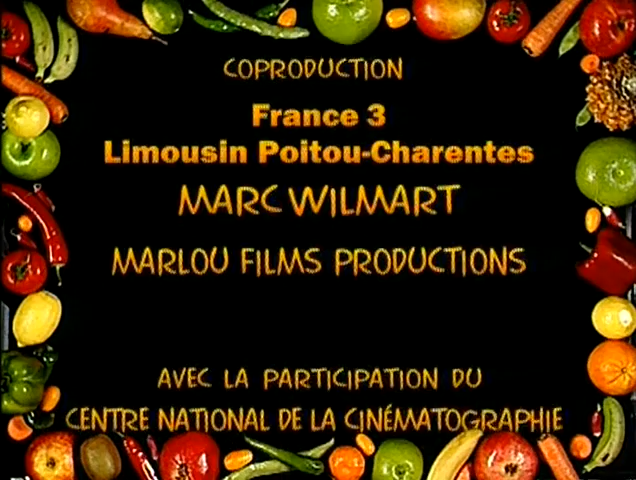 COPRODUCTION
France 3
Limousin Poitou-Charentes
MARC WILMART
MARLOU FILMS PRODUCTIONS
AVEC LA PARTICIPATION DU
CENTRE NATIONAL DE LA CINÉMATOGRAPHIE